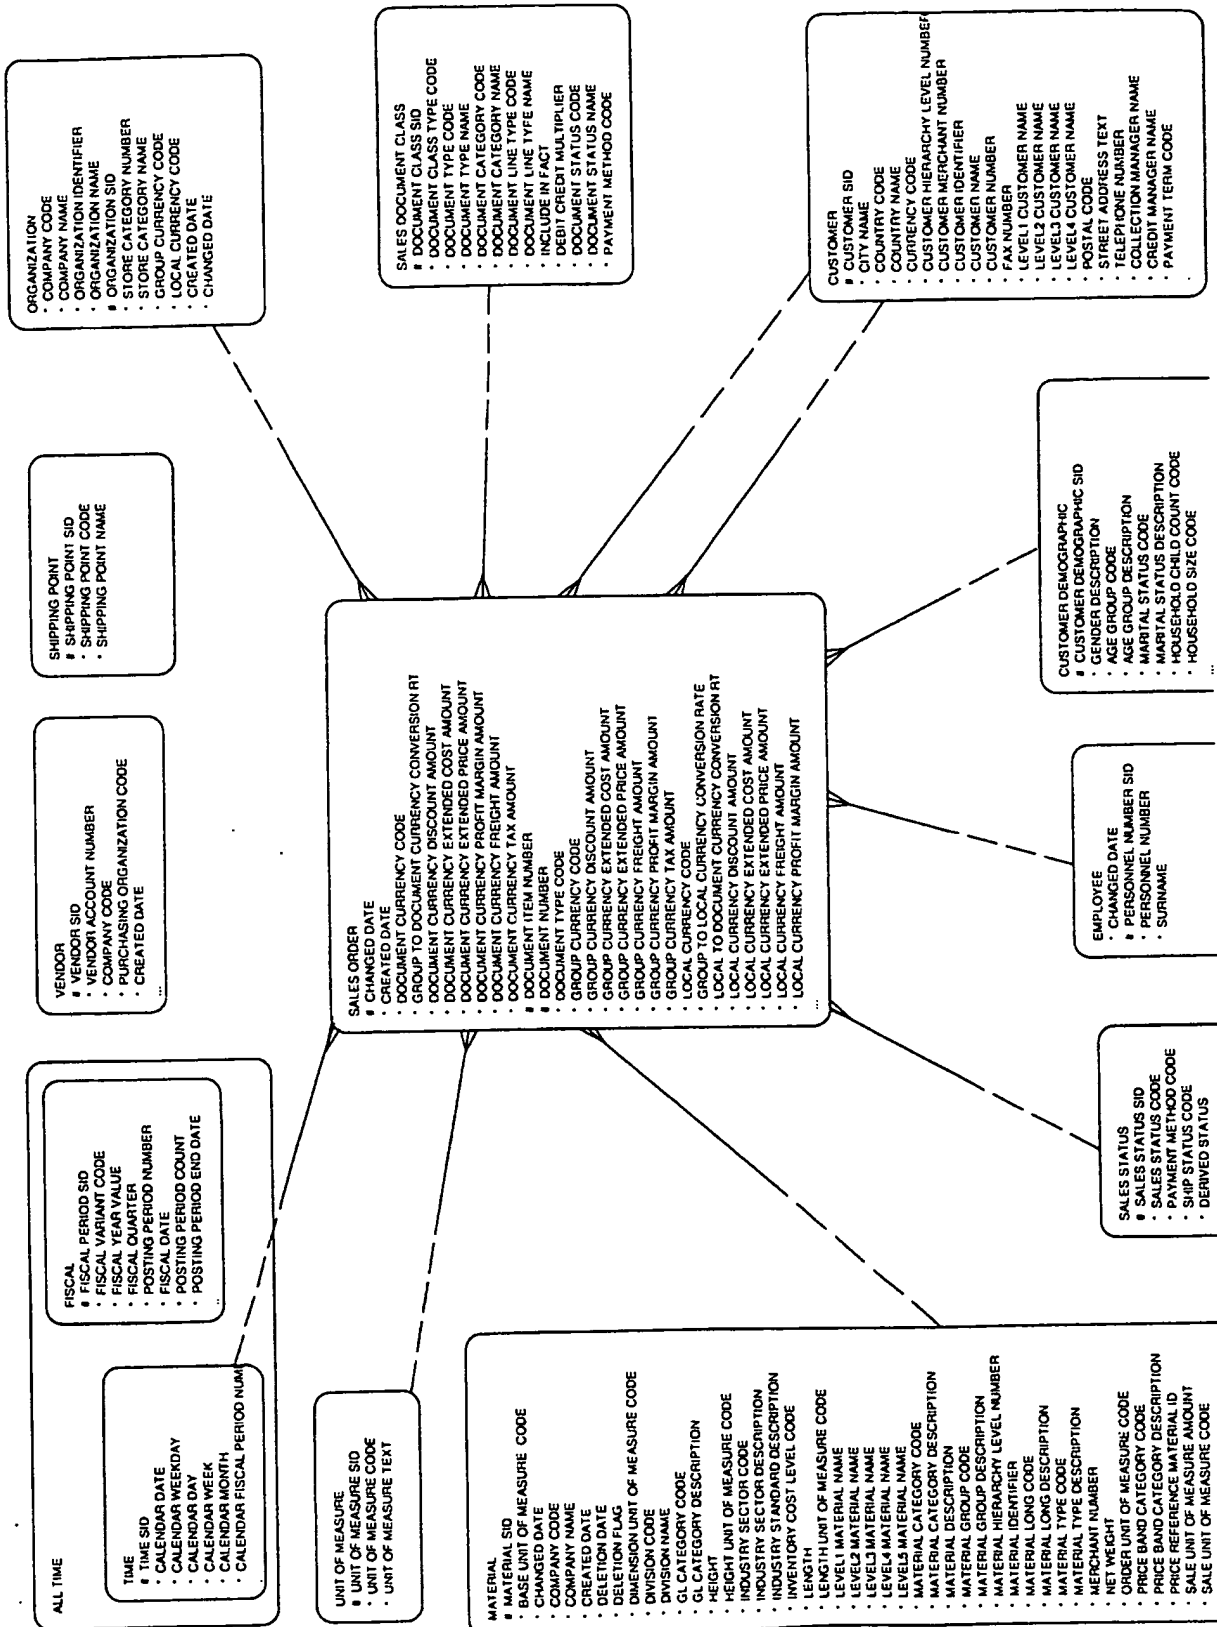 ALL TIME
TIME
# TIME SID
· CALENDAR DATE
· CALENDAR WEEKDAY
· CALENDAR DAY
· CALENDAR WEEK
· CALENDAR MONTH
· CALENDAR FISCAL PERIOD NUM
FISCAL
# FISCAL PERIOD SID
· FISCAL VARIANT CODE
· FISCAL YEAR VALUE
· FISCAL QUARTER
· POSTING PERIOD NUMBER
· FISCAL DATE
· POSTING PERIOD COUNT
· POSTING PERIOD END DATE
...
VENDOR
# VENDOR SID
· VENDOR ACCOUNT NUMBER
· COMPANY CODE
· PURCHASING ORGANIZATION CODE
· CREATED DATE
...
SHIPPING POINT
# SHIPPING POINT SID
· SHIPPING POINT CODE
· SHIPPING POINT NAME
ORGANIZATION
· COMPANY CODE
· COMPANY NAME
· ORGANIZATION IDENTIFIER
· ORGANIZATION NAME
# ORGANIZATION SID
· STORE CATEGORY NUMBER
· STORE CATEGORY NAME
· GROUP CURRENCY CODE
· LOCAL CURRENCY CODE
· CREATED DATE
· CHANGED DATE
UNIT OF MEASURE
# UNIT OF MEASURE SID
· UNIT OF MEASURE CODE
· UNIT OF MEASURE TEXT
SALES ORDER
# CHANGED DATE
· CREATED DATE
· DOCUMENT CURRENCY CODE
· GROUP TO DOCUMENT CURRENCY CONVERSION RT
· DOCUMENT CURRENCY DISCOUNT AMOUNT
· DOCUMENT CURRENCY EXTENDED COST AMOUNT
· DOCUMENT CURRENCY EXTENDED PRICE AMOUNT
· DOCUMENT CURRENCY PROFIT MARGIN AMOUNT
· DOCUMENT CURRENCY FREIGHT AMOUNT
· DOCUMENT CURRENCY TAX AMOUNT
# DOCUMENT ITEM NUMBER
# DOCUMENT NUMBER
· DOCUMENT TYPE CODE
· GROUP CURRENCY CODE
· GROUP CURRENCY DISCOUNT AMOUNT
· GROUP CURRENCY EXTENDED COST AMOUNT
· GROUP CURRENCY EXTENDED PRICE AMOUNT
· GROUP CURRENCY FREIGHT AMOUNT
· GROUP CURRENCY PROFIT MARGIN AMOUNT
· GROUP CURRENCY TAX AMOUNT
· LOCAL CURRENCY CODE
· GROUP TO LOCAL CURRENCY CONVERSION RATE
· LOCAL TO DOCUMENT CURRENCY CONVERSION RT
· LOCAL CURRENCY DISCOUNT AMOUNT
· LOCAL CURRENCY EXTENDED COST AMOUNT
· LOCAL CURRENCY EXTENDED PRICE AMOUNT
· LOCAL CURRENCY FREIGHT AMOUNT
· LOCAL CURRENCY PROFIT MARGIN AMOUNT
...
SALES DOCUMENT CLASS
# DOCUMENT CLASS SID
· DOCUMENT CLASS TYPE CODE
· DOCUMENT TYPE CODE
· DOCUMENT TYPE NAME
· DOCUMENT CATEGORY CODE
· DOCUMENT CATEGORY NAME
· DOCUMENT LINE TYPE CODE
· DOCUMENT LINE TYPE NAME
· INCLUDE IN FACT
· DEBIT CREDIT MULTIPLIER
· DOCUMENT STATUS CODE
· DOCUMENT STATUS NAME
· PAYMENT METHOD CODE
MATERIAL
# MATERIAL SID
· BASE UNIT OF MEASURE CODE
· CHANGED DATE
· COMPANY CODE
· COMPANY NAME
· CREATED DATE
· DELETION DATE
· DELETION FLAG
· DIMENSION UNIT OF MEASURE CODE
· DIVISION CODE
· DIVISION NAME
· GL CATEGORY CODE
· GL CATEGORY DESCRIPTION
· HEIGHT
· HEIGHT UNIT OF MEASURE CODE
· INDUSTRY SECTOR CODE
· INDUSTRY SECTOR DESCRIPTION
· INDUSTRY STANDARD DESCRIPTION
· INVENTORY COST LEVEL CODE
· LENGTH
· LENGTH UNIT OF MEASURE CODE
· LEVEL1 MATERIAL NAME
· LEVEL2 MATERIAL NAME
· LEVEL3 MATERIAL NAME
· LEVEL4 MATERIAL NAME
· LEVEL5 MATERIAL NAME
· MATERIAL CATEGORY CODE
· MATERIAL CATEGORY DESCRIPTION
· MATERIAL DESCRIPTION
· MATERIAL GROUP CODE
· MATERIAL GROUP DESCRIPTION
· MATERIAL HIERARCHY LEVEL NUMBER
· MATERIAL IDENTIFIER
· MATERIAL LONG CODE
· MATERIAL LONG DESCRIPTION
· MATERIAL TYPE CODE
· MATERIAL TYPE DESCRIPTION
· MERCHANT NUMBER
· NET WEIGHT
· ORDER UNIT OF MEASURE CODE
· PRICE BAND CATEGORY CODE
· PRICE BAND CATEGORY DESCRIPTION
· PRICE REFERENCE MATERIAL ID
· SALE UNIT OF MEASURE AMOUNT
· SALE UNIT OF MEASURE CODE
SALES STATUS
# SALES STATUS SID
· SALES STATUS CODE
· PAYMENT METHOD CODE
· SHIP STATUS CODE
· DERIVED STATUS
EMPLOYEE
· CHANGED DATE
# PERSONNEL NUMBER SID
· PERSONNEL NUMBER
· SURNAME
CUSTOMER DEMOGRAPHIC
# CUSTOMER DEMOGRAPHIC SID
· GENDER DESCRIPTION
· AGE GROUP CODE
· AGE GROUP DESCRIPTION
· MARITAL STATUS CODE
· MARITAL STATUS DESCRIPTION
· HOUSEHOLD CHILD COUNT CODE
· HOUSEHOLD SIZE CODE
...
CUSTOMER
# CUSTOMER SID
· CITY NAME
· COUNTRY CODE
· COUNTRY NAME
· CURRENCY CODE
· CUSTOMER HIERARCHY LEVEL NUMBER
· CUSTOMER MERCHANT NUMBER
· CUSTOMER IDENTIFIER
· CUSTOMER NAME
· CUSTOMER NUMBER
· FAX NUMBER
· LEVEL1 CUSTOMER NAME
· LEVEL2 CUSTOMER NAME
· LEVEL3 CUSTOMER NAME
· LEVEL4 CUSTOMER NAME
· POSTAL CODE
· STREET ADDRESS TEXT
· TELEPHONE NUMBER
· COLLECTION MANAGER NAME
· CREDIT MANAGER NAME
· PAYMENT TERM CODE
...